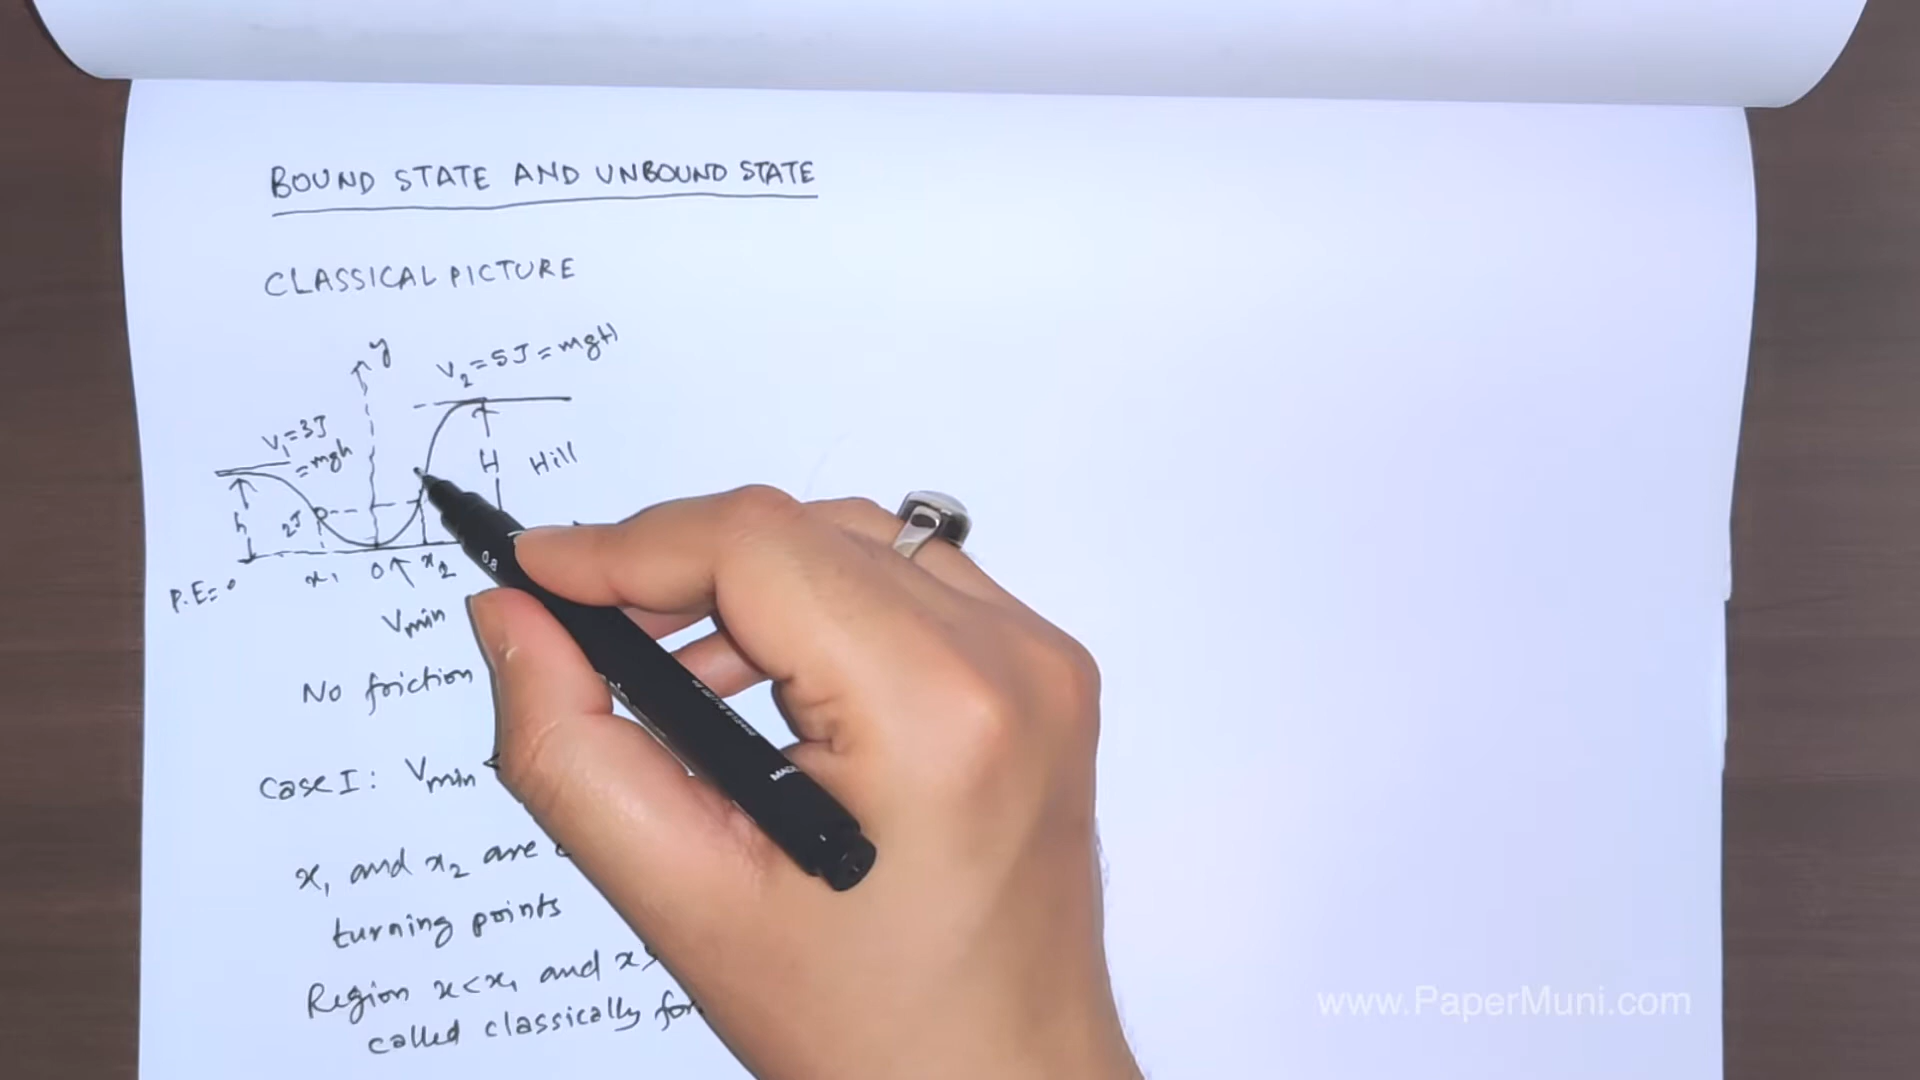 BOUND STATE AND UNBOUND STATE
CLASSICAL PICTURE
y
V₂=5J=mgH
V₁=3J
=mgh
H
Hill
h
2J
P.E=0
x₁
0
x₂
Vmin
No friction
Case I: Vmin <
x₁ and x₂ are
turning points
Region x<x₁ and x>
called classically
0.8
www.PaperMuni.com